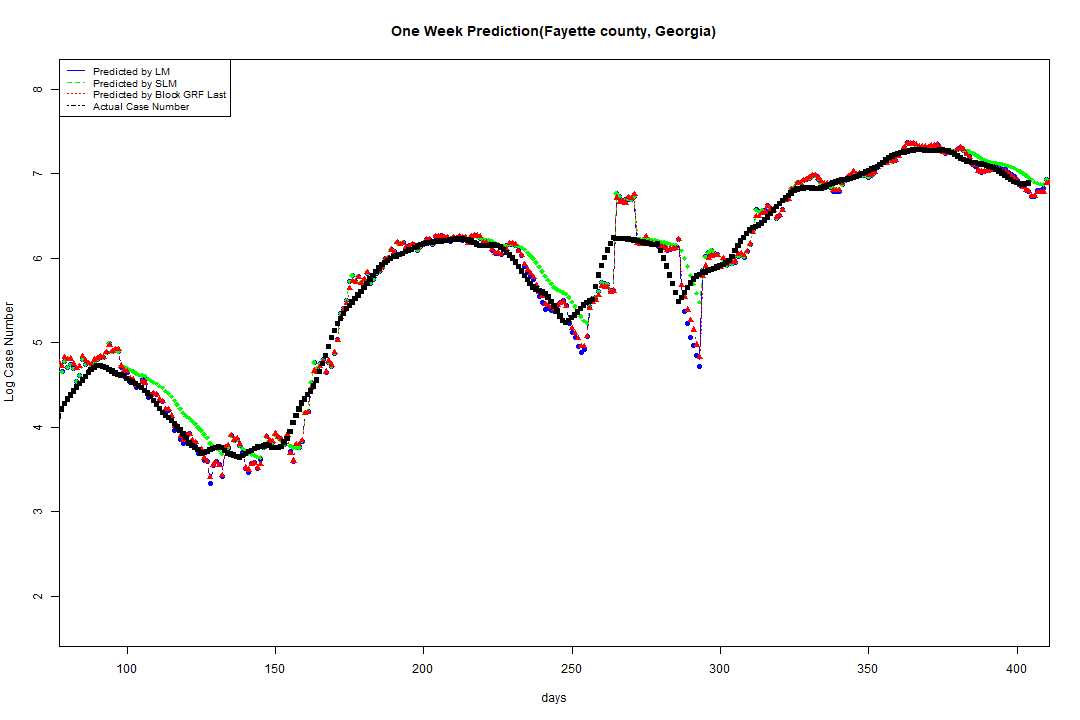 One Week Prediction(Fayette county, Georgia)
Predicted by LM
Predicted by SLM
Predicted by Block GRF Last
Actual Case Number
8
7
6
5
4
3
2
Log Case Number
100 150 200 250 300 350 400
days